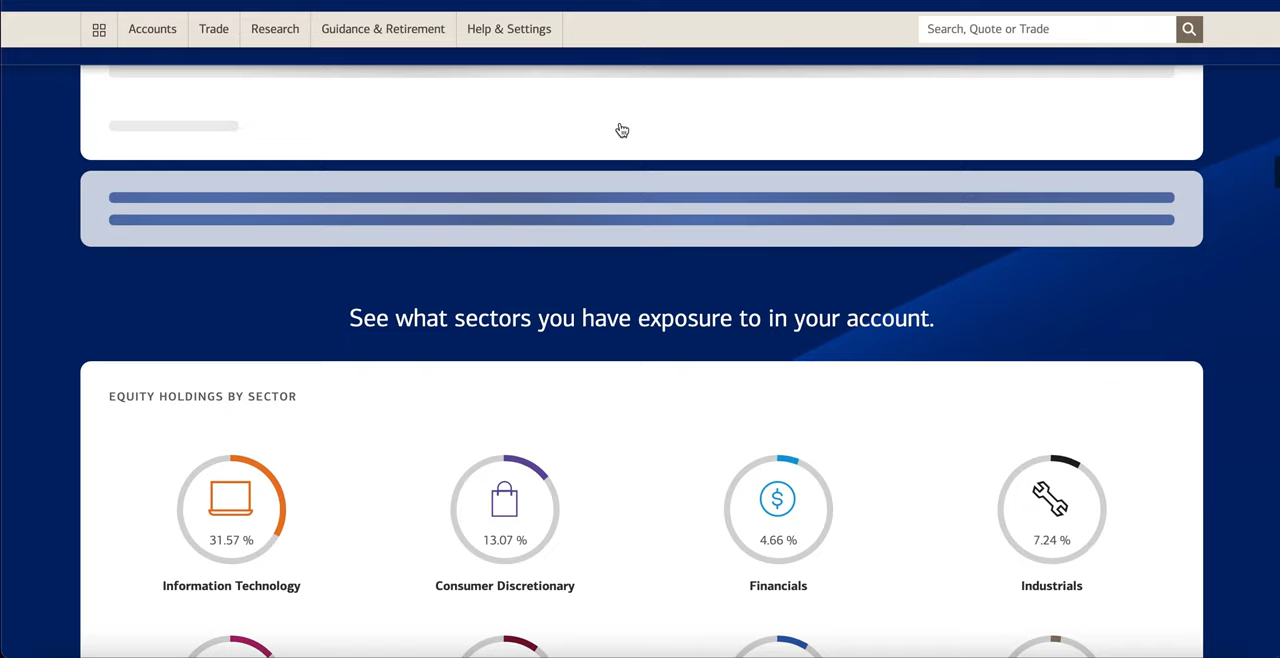 Accounts
Trade
Research
Guidance & Retirement
Help & Settings
Search, Quote or Trade
See what sectors you have exposure to in your account.
EQUITY HOLDINGS BY SECTOR
$
31.57 %
13.07 %
4.66 %
7.24 %
Information Technology
Consumer Discretionary
Financials
Industrials